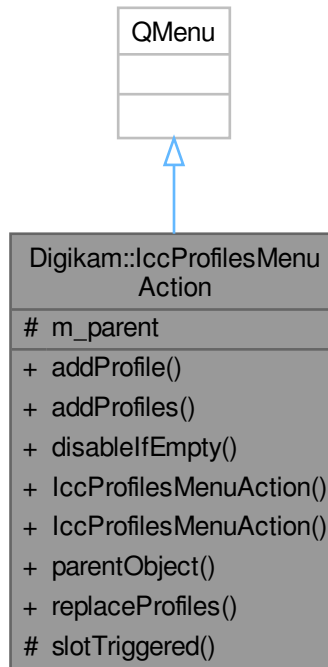 QMenu
Digikam::IccProfilesMenu
Action
# m_parent
+ addProfile()
+ addProfiles()
+ disableIfEmpty()
+ IccProfilesMenuAction()
+ IccProfilesMenuAction()
+ parentObject()
+ replaceProfiles()
# slotTriggered()